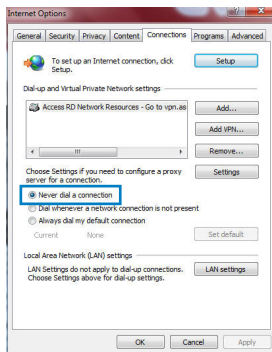 Internet Options
General Security Privacy Content Connections Programs Advanced
To set up an Internet connection, click
Setup.
Setup
Dial-up and Virtual Private Network settings
Access RD Network Resources - Go to vpn.as
Add...
Add VPN...
Remove...
Choose Settings if you need to configure a proxy
server for a connection.
Settings
Never dial a connection
Dial whenever a network connection is not present
Always dial my default connection
Current None
Set default
Local Area Network (LAN) settings
LAN Settings do not apply to dial-up connections.
Choose Settings above for dial-up settings.
LAN settings
OK Cancel Apply